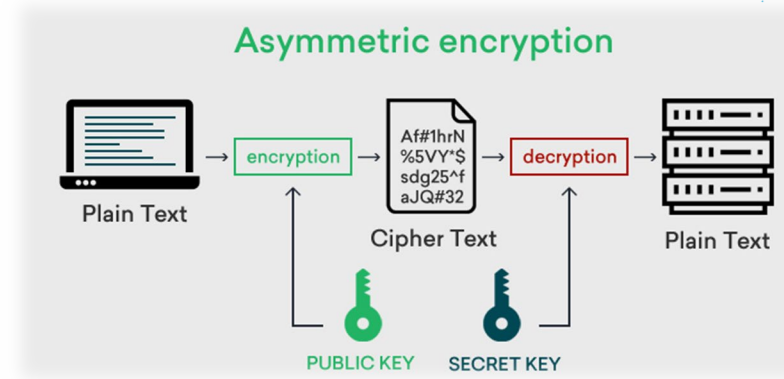 Asymmetric encryption
encryption
Af#1hrN
%5VY*$
sdg25^f
aJQ#32
decryption
Plain Text
Cipher Text
Plain Text
PUBLIC KEY
SECRET KEY